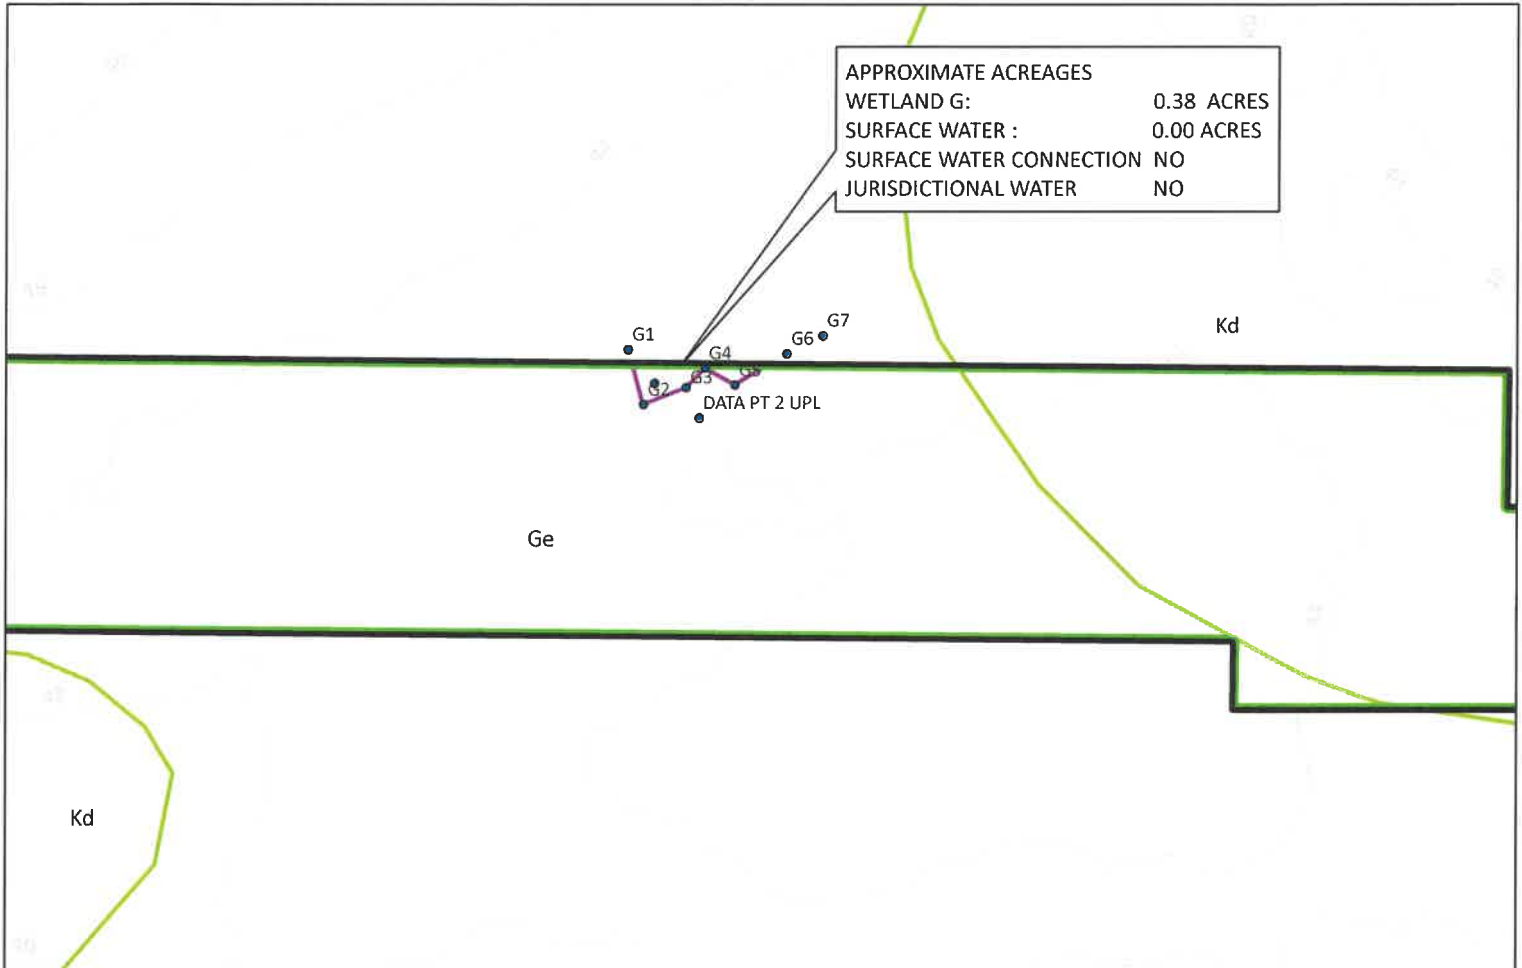 APPROXIMATE ACREAGES
WETLAND G: 0.38 ACRES
SURFACE WATER : 0.00 ACRES
SURFACE WATER CONNECTION NO
JURISDICTIONAL WATER NO
Kd
G1
G7
G6
G4
G3
G2
DATA PT 2 UPL
Ge
Kd